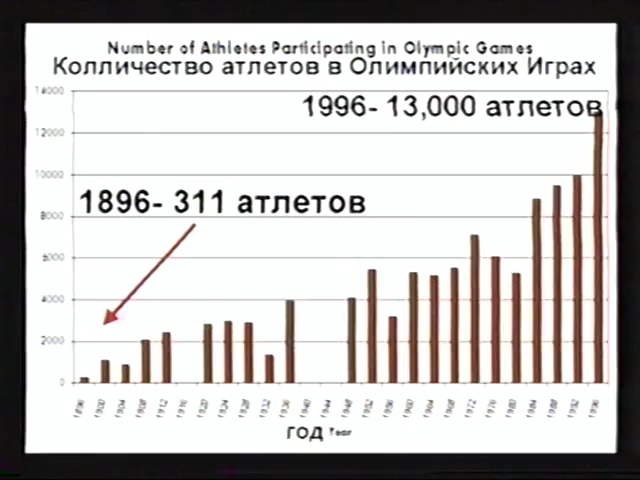 Number of Athletes Participating in Olympic Games
Колличество атлетов в Олимпийских Играх
14000
1996- 13,000 атлетов
12000
10000
1896- 311 атлетов
8000
6000
4000
2000
0
1896 1900 1904 1908 1912 1916 1920 1924 1928 1932 1936 1940 1944 1948 1952 1956 1960 1964 1968 1972 1976 1980 1984 1988 1992 1996
год Year